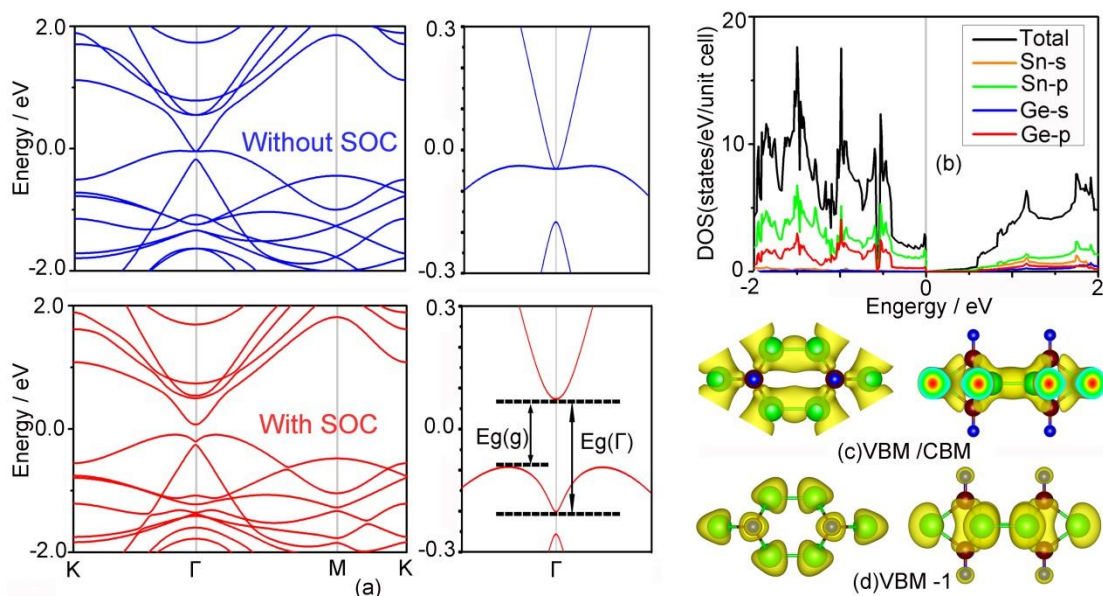 2.0
Energy / eV
0.0
-2.0
Without SOC
0.3
0.0
-0.3
2.0
Energy / eV
0.0
-2.0
K
Γ
M
K
With SOC
(a)
0.3
0.0
-0.3
Eg(g)
Eg(Γ)
Γ
DOS(states/eV/unit cell)
20
10
0
-2
-1
0
1
2
Engergy / eV
Total
Sn-s
Sn-p
Ge-s
Ge-p
(b)
(c)VBM /CBM
(d)VBM -1